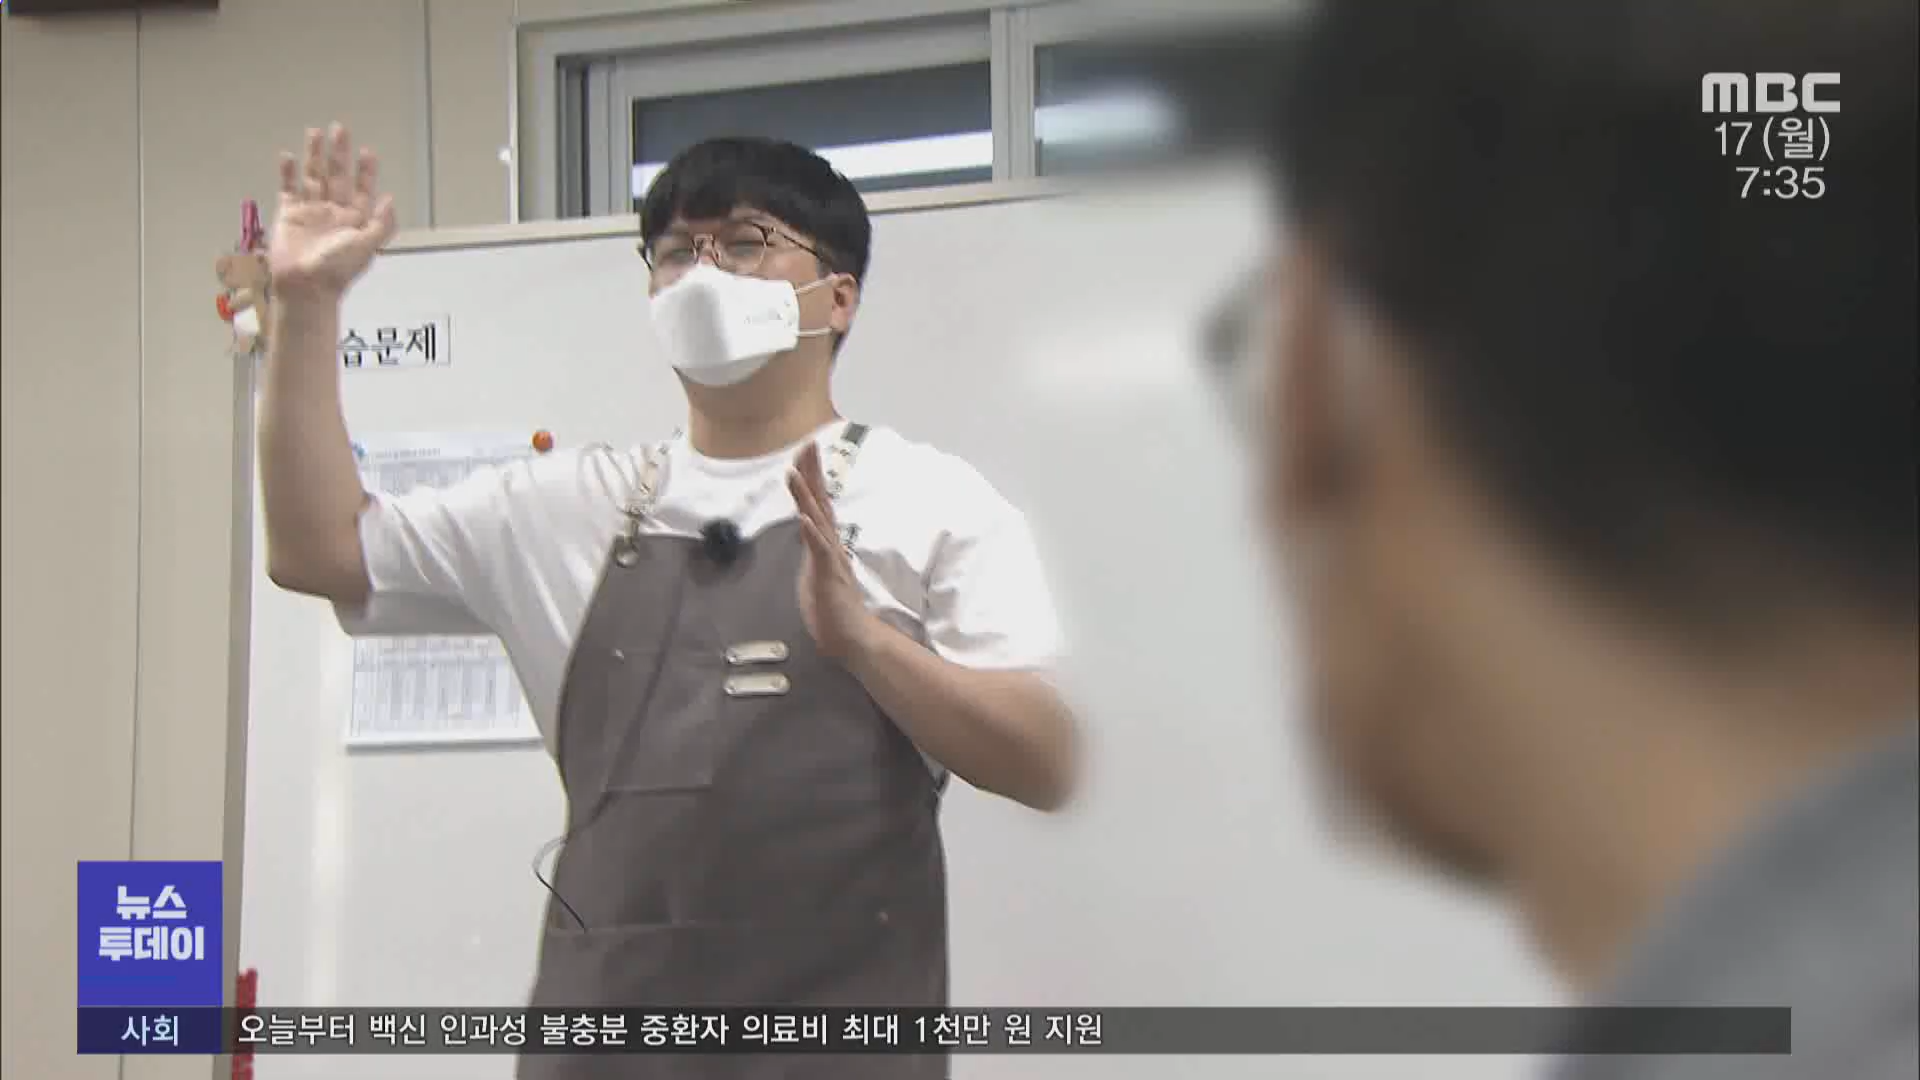 MBC
17 (월)
7:35
습문제
뉴스
투데이
사회
오늘부터 백신 인과성 불충분 중환자 의료비 최대 1천만 원 지원